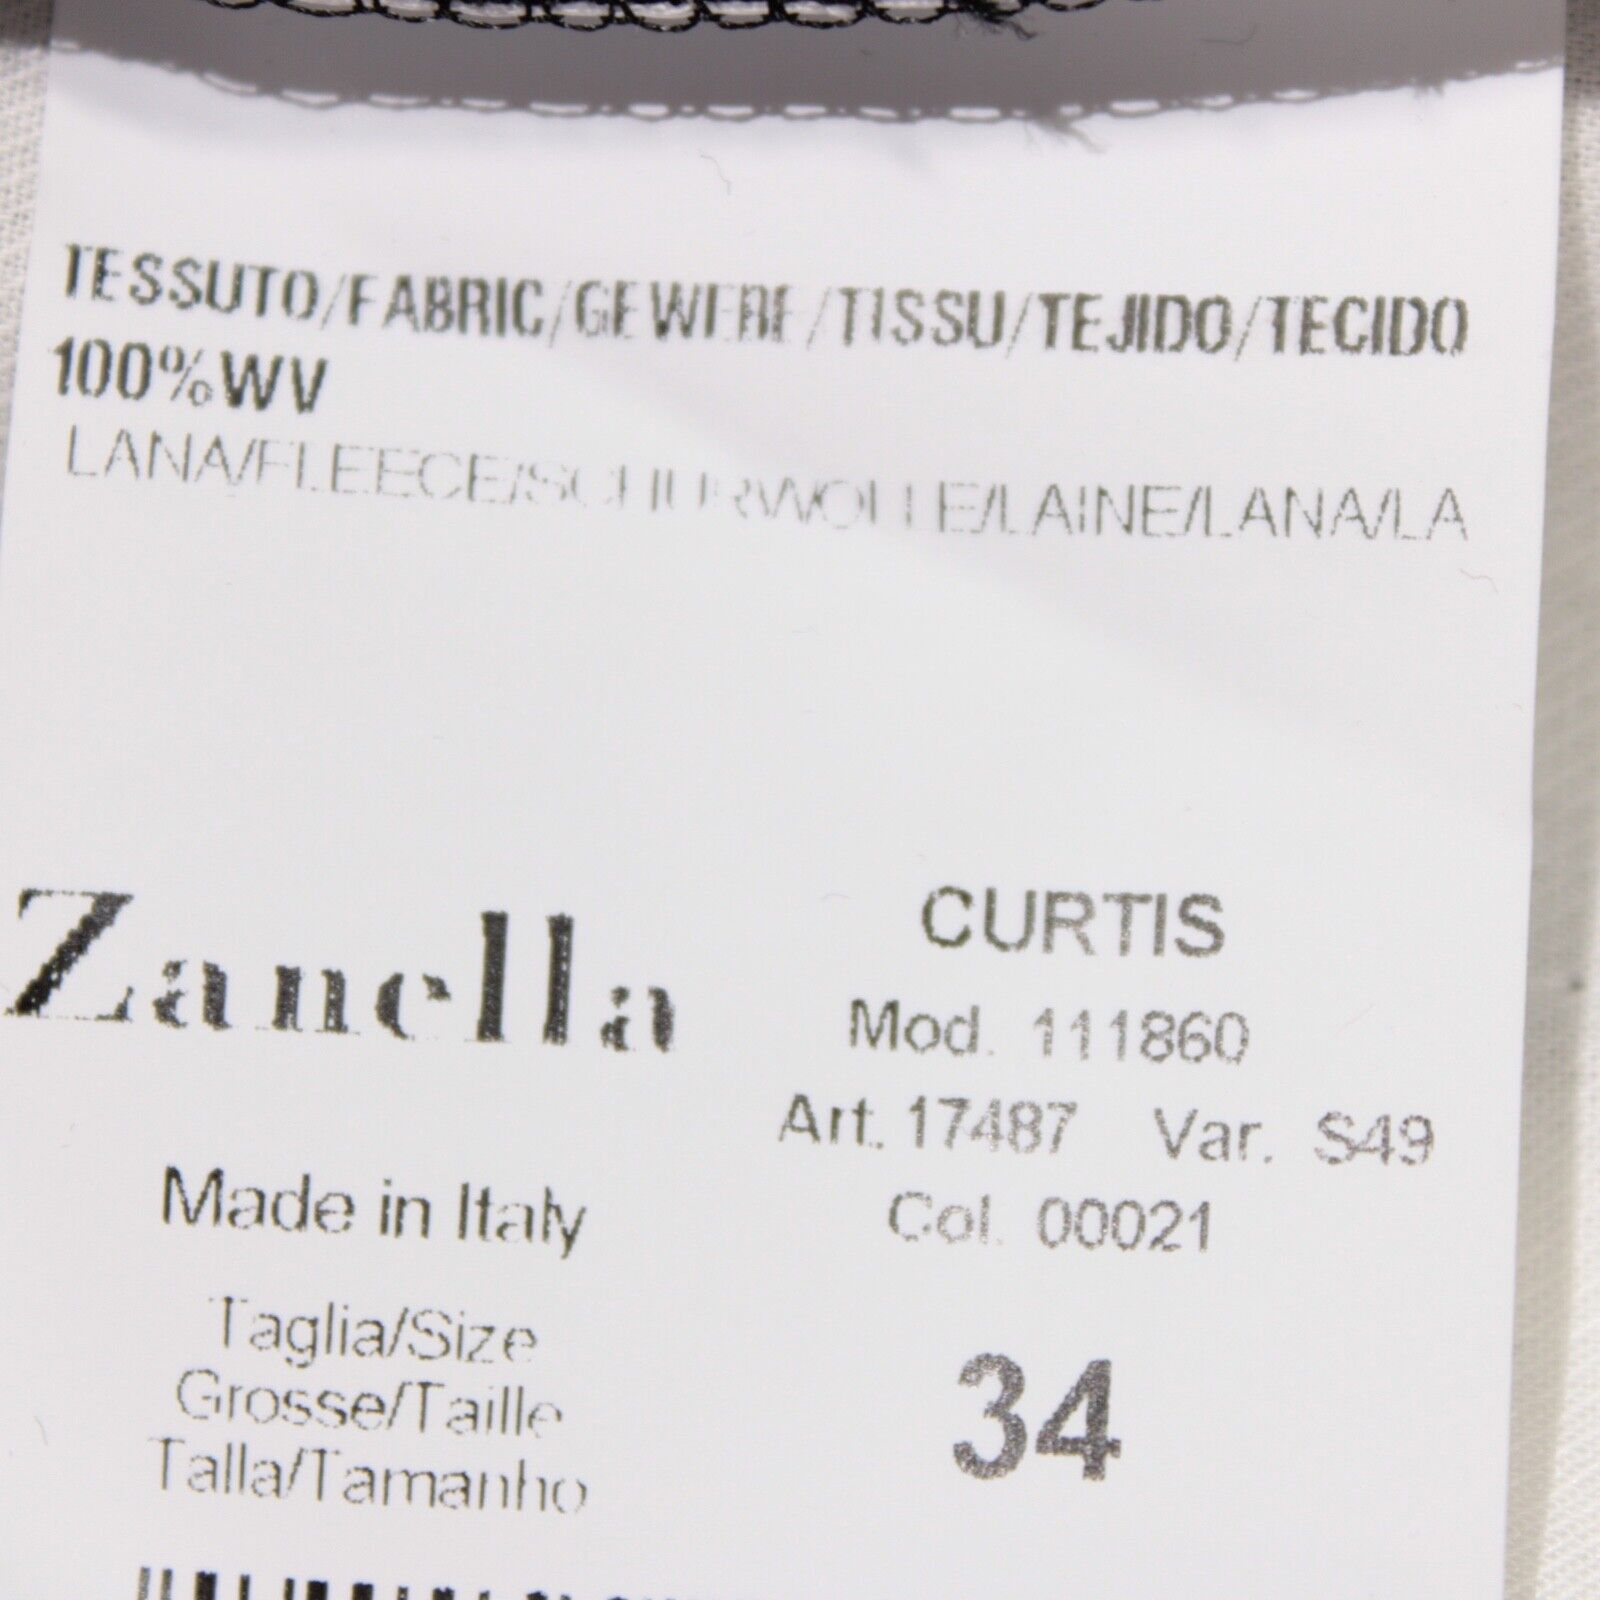 TESSUTO/FABRIC/GEWEBE/TISSU/TEJIDO/TECIDO
100%WV
LANA/FLEECE/SCHURWOLLE/LAINE/LANA/LA
Zanella
CURTIS
Mod. 111860
Art. 17487 Var. S49
Made in Italy
Col. 00021
Taglia/Size
Grosse/Taille
Talla/Tamanho
34